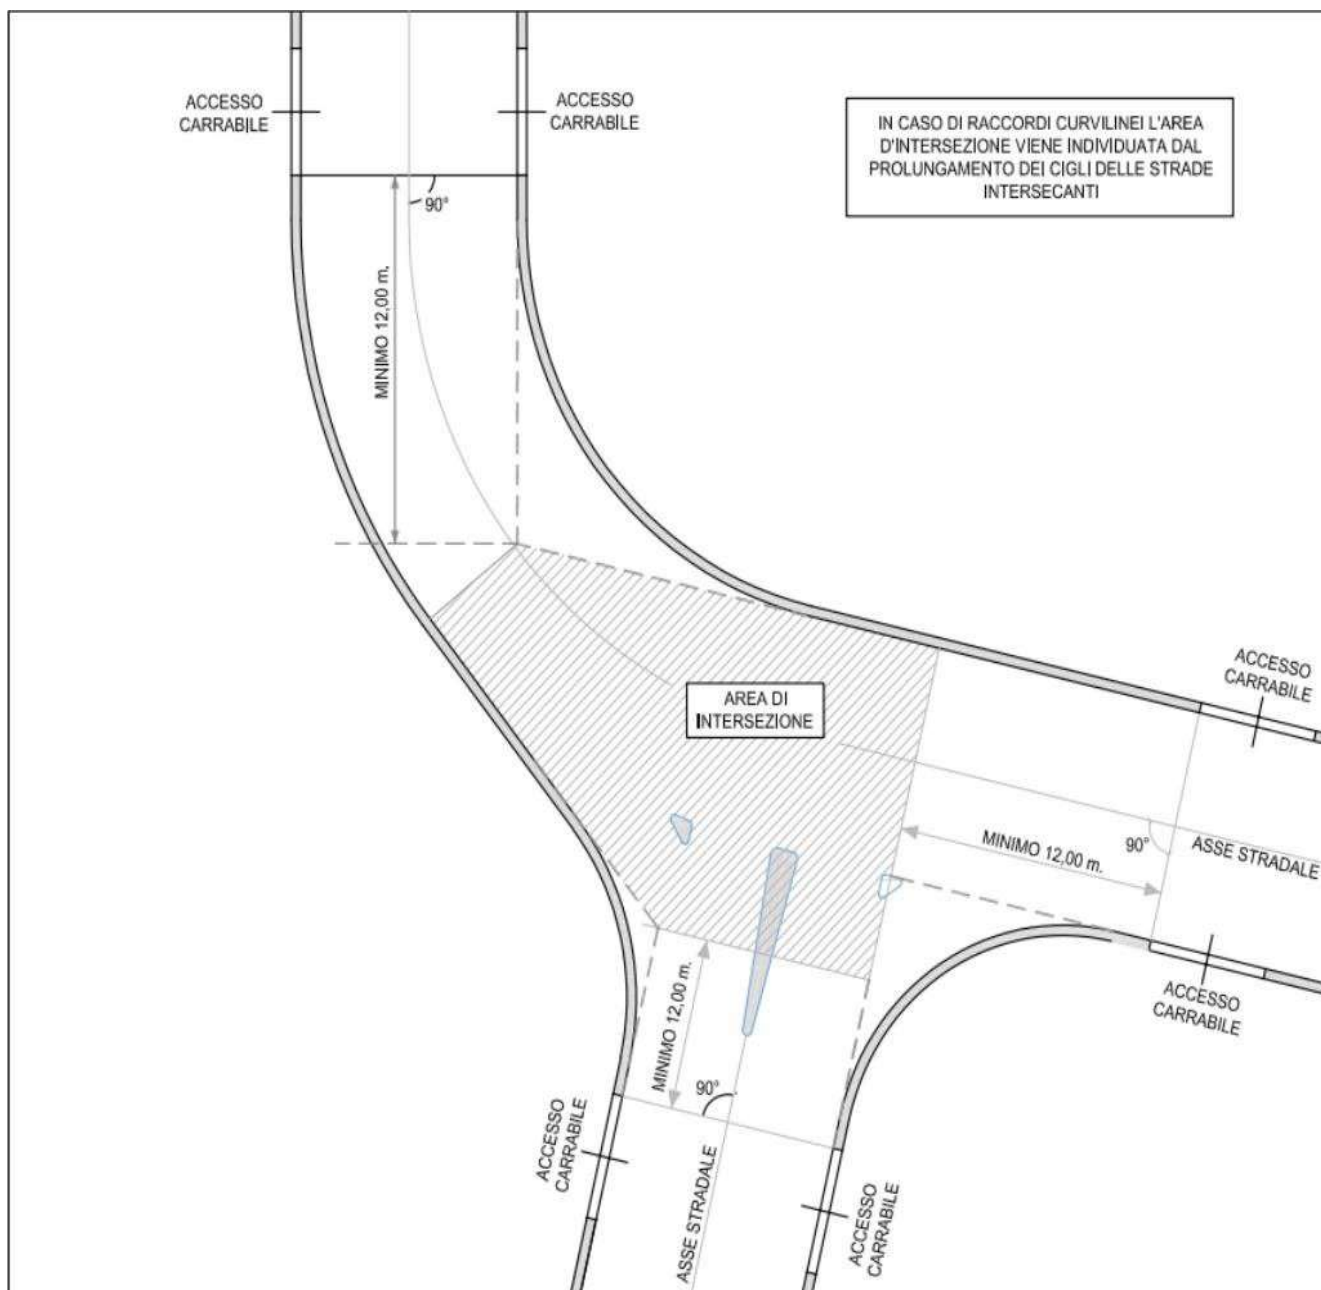 ACCESSO
CARRABILE
ACCESSO
CARRABILE
IN CASO DI RACCORDI CURVILINEI L'AREA
D'INTERSEZIONE VIENE INDIVIDUATA DAL
PROLUNGAMENTO DEI CIGLI DELLE STRADE
INTERSECANTI
90°
MINIMO 12,00 m.
ACCESSO
CARRABILE
AREA DI
INTERSEZIONE
MINIMO 12,00 m.
90°
ASSE STRADALE
ACCESSO
CARRABILE
MINIMO 12,00 m.
90°
ACCESSO
CARRABILE
ASSE STRADALE
ACCESSO
CARRABILE